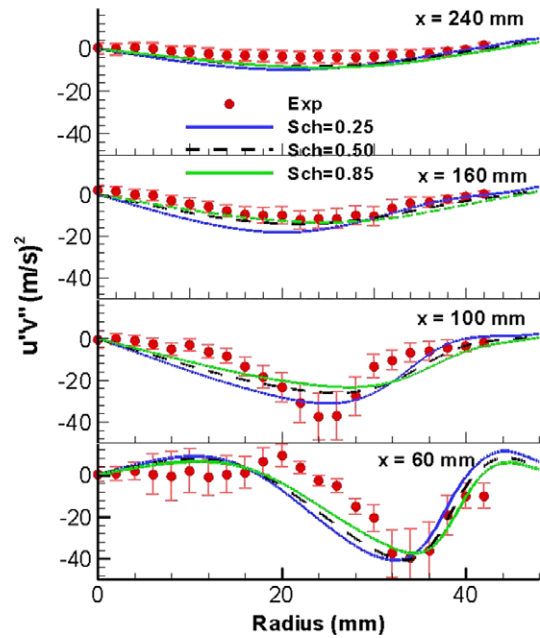 x = 240 mm
0
-20
-40
Exp
Sch=0.25
Sch=0.50
Sch=0.85
x = 160 mm
0
-20
-40
x = 100 mm
0
-20
-40
x = 60 mm
0
-20
-40
0
20
40
Radius (mm)
u"v" (m/s)²